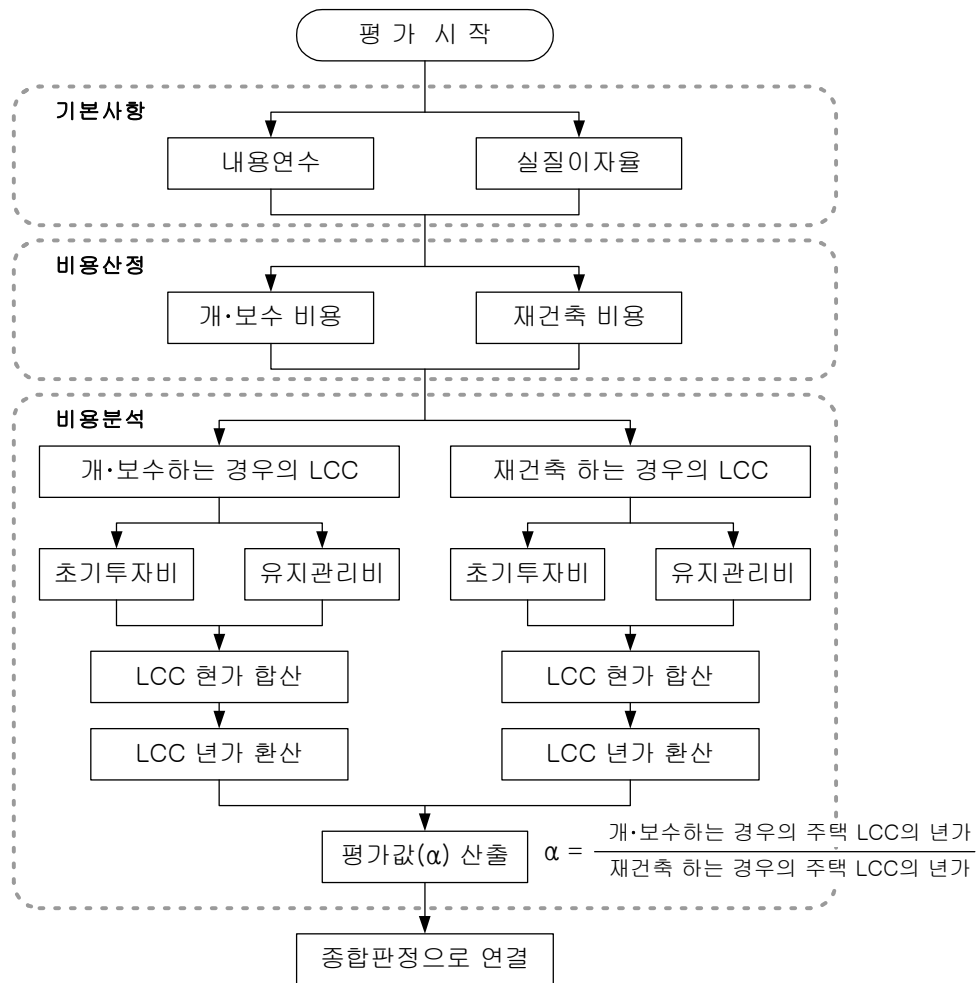 평 가 시 작
기본사항
내용연수
실질이자율
비용산정
개·보수 비용
재건축 비용
비용분석
개·보수하는 경우의 LCC
재건축 하는 경우의 LCC
초기투자비
유지관리비
초기투자비
유지관리비
LCC 현가 합산
LCC 현가 합산
LCC 년가 환산
LCC 년가 환산
평가값(α) 산출
α =
개·보수하는 경우의 주택 LCC의 년가
재건축 하는 경우의 주택 LCC의 년가
종합판정으로 연결